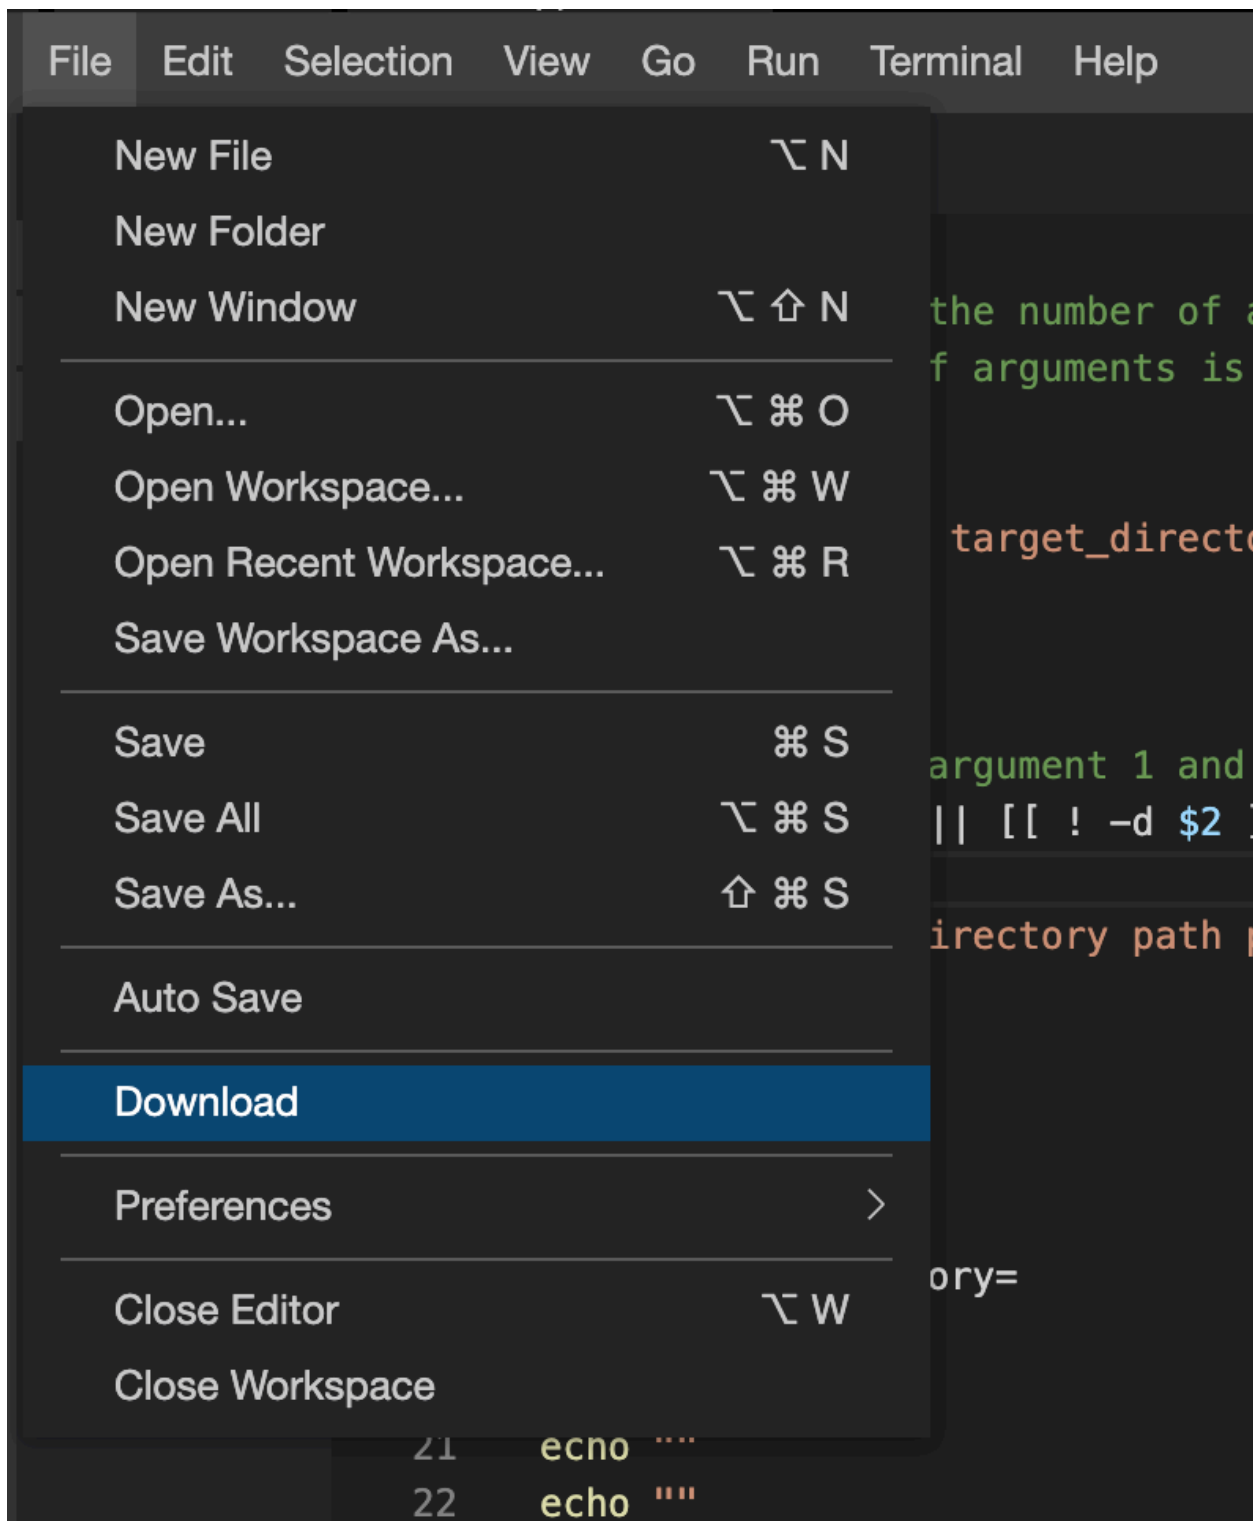 File Edit Selection View Go Run Terminal Help
New File ⌥ N
New Folder
New Window ⌥ ⇧ N
the number of
f arguments is
Open... ⌥ ⌘ O
Open Workspace... ⌥ ⌘ W
target_directo
Open Recent Workspace... ⌥ ⌘ R
Save Workspace As...
Save ⌘ S
argument 1 and
Save All ⌥ ⌘ S
|| [[ ! -d $2 ]
Save As... ⇧ ⌘ S
irectory path
Auto Save
Download
Preferences >
ory=
Close Editor ⌥ W
Close Workspace
21 echo ""
22 echo ""